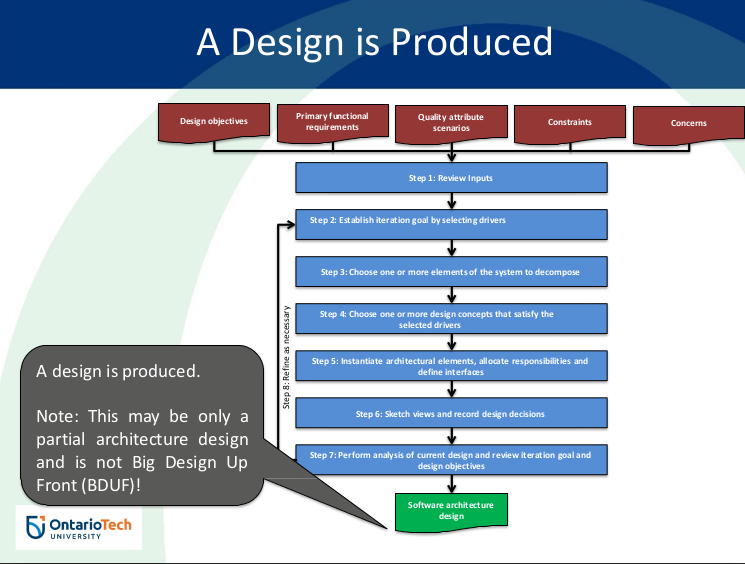 A Design is Produced
Design objectives
Primary functional
requirements
Quality attribute
scenarios
Constraints
Concerns
Step 1: Review Inputs
Step 2: Establish iteration goal by selecting drivers
Step 3: Choose one or more elements of the system to decompose
Step 4: Choose one or more design concepts that satisfy the
selected drivers
Step 5: Instantiate architectural elements, allocate responsibilities and
define interfaces
Step 6: Sketch views and record design decisions
Step 7: Perform analysis of current design and review iteration goal and
design objectives
Step 8: Refine as necessary
Software architecture
design
A design is produced.
Note: This may be only a
partial architecture design
and is not Big Design Up
Front (BDUF)!
OntarioTech
UNIVERSITY